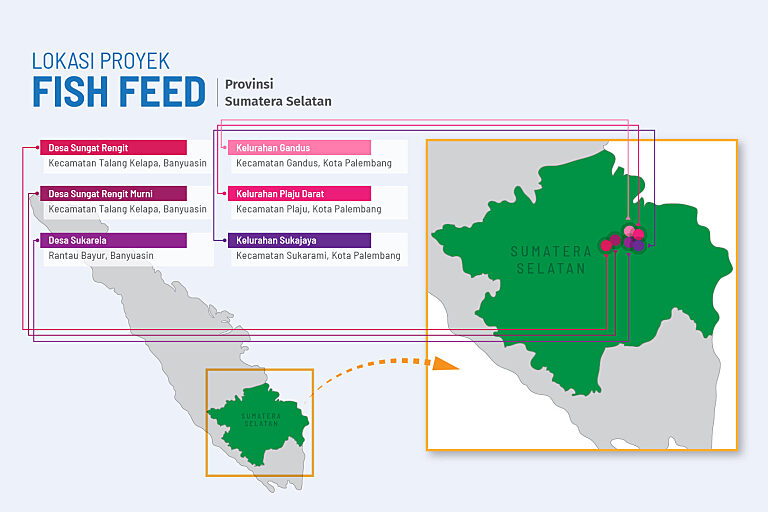 LOKASI PROYEK
FISH FEED
Provinsi
Sumatera Selatan
Desa Sungat Rengit
Kecamatan Talang Kelapa, Banyuasin
Desa Sungat Rengit Murni
Kecamatan Talang Kelapa, Banyuasin
Desa Sukareia
Rantau Bayur, Banyuasin
Kelurahan Gandus
Kecamatan Gandus, Kota Palembang
Kelurahan Plaju Darat
Kecamatan Plaju, Kota Palembang
Kelurahan Sukajaya
Kecamatan Sukarami, Kota Palembang
SUMATERA
SELATAN
SUMATERA
SELATAN